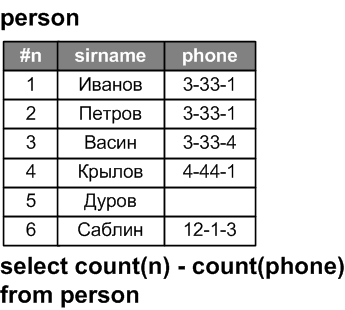 person
#n sirname phone
1 Иванов 3-33-1
2 Петров 3-33-1
3 Васин 3-33-4
4 Крылов 4-44-1
5 Дуров
6 Саблин 12-1-3
select count(n) - count(phone)
from person